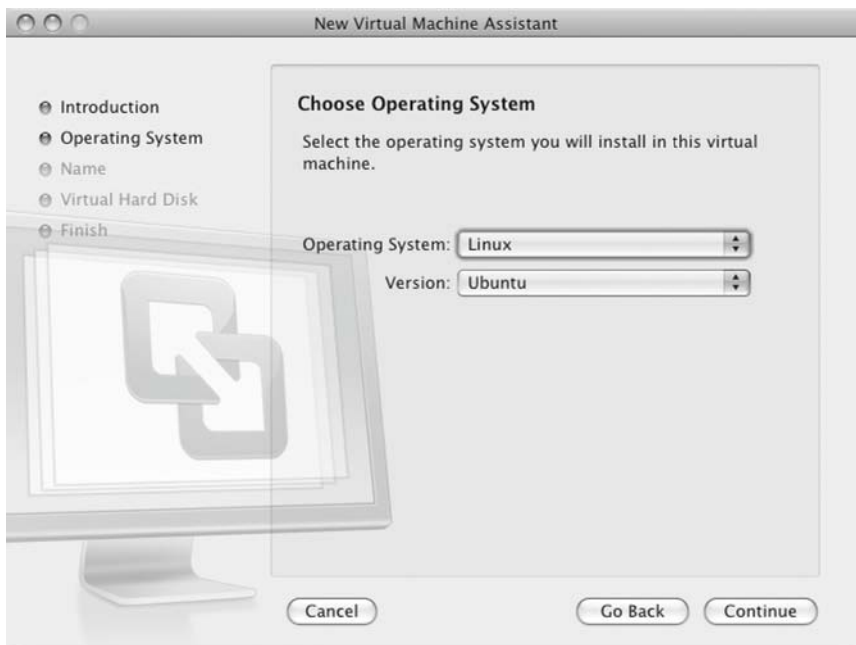 New Virtual Machine Assistant
Introduction
Operating System
Name
Virtual Hard Disk
Finish
Choose Operating System
Select the operating system you will install in this virtual
machine.
Operating System: Linux
Version: Ubuntu
Cancel
Go Back
Continue